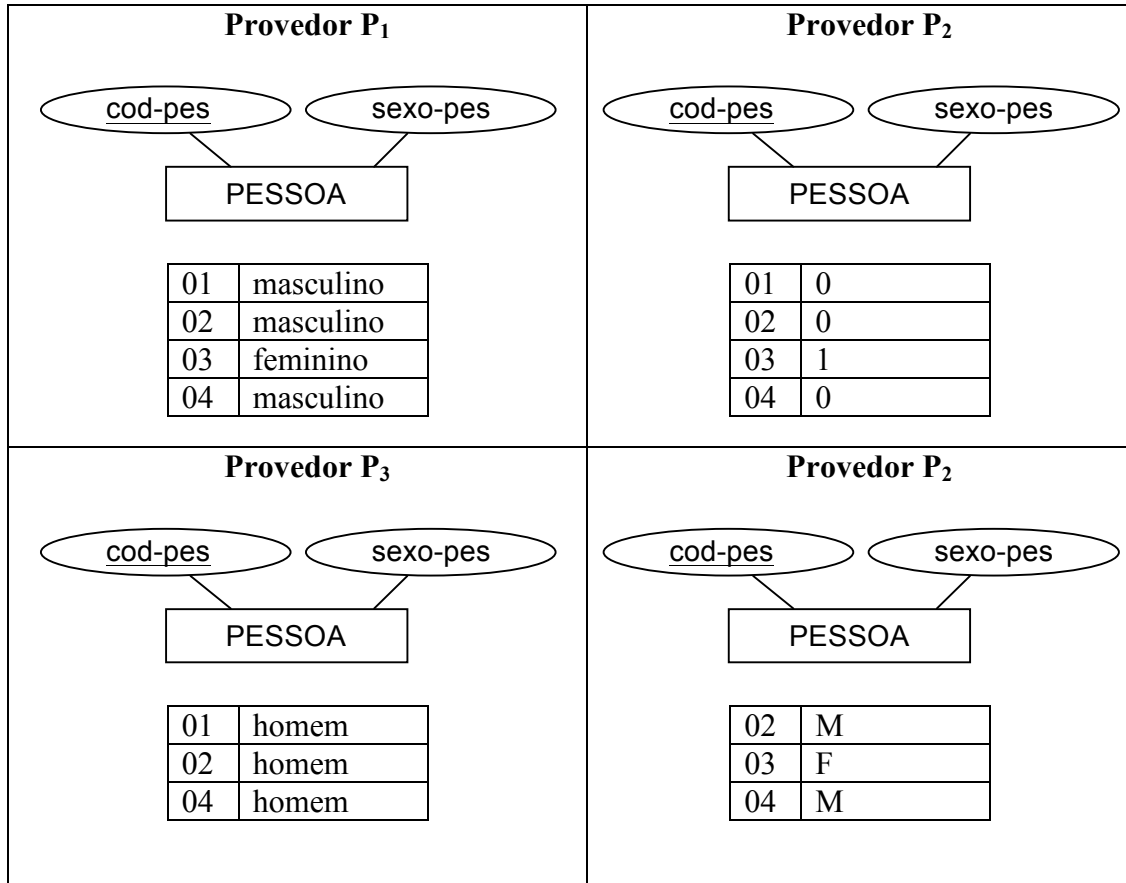 Provedor P₁
cod-pes sexo-pes
PESSOA
01 masculino
02 masculino
03 feminino
04 masculino
Provedor P₂
cod-pes sexo-pes
PESSOA
01 0
02 0
03 1
04 0
Provedor P₃
cod-pes sexo-pes
PESSOA
01 homem
02 homem
04 homem
Provedor P₂
cod-pes sexo-pes
PESSOA
02 M
03 F
04 M